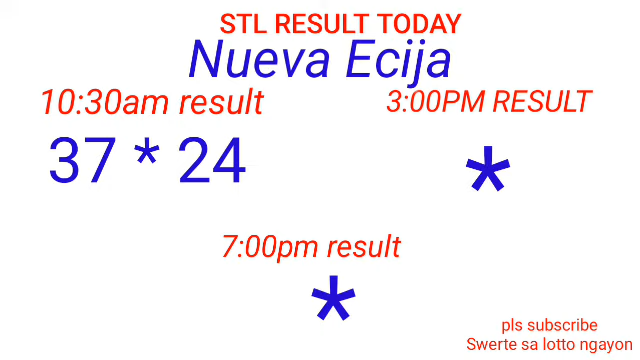 STL RESULT TODAY
Nueva Ecija
10:30am result
37 * 24
3:00PM RESULT
*
7:00pm result
*
pls subscribe
Swerte sa lotto ngayon